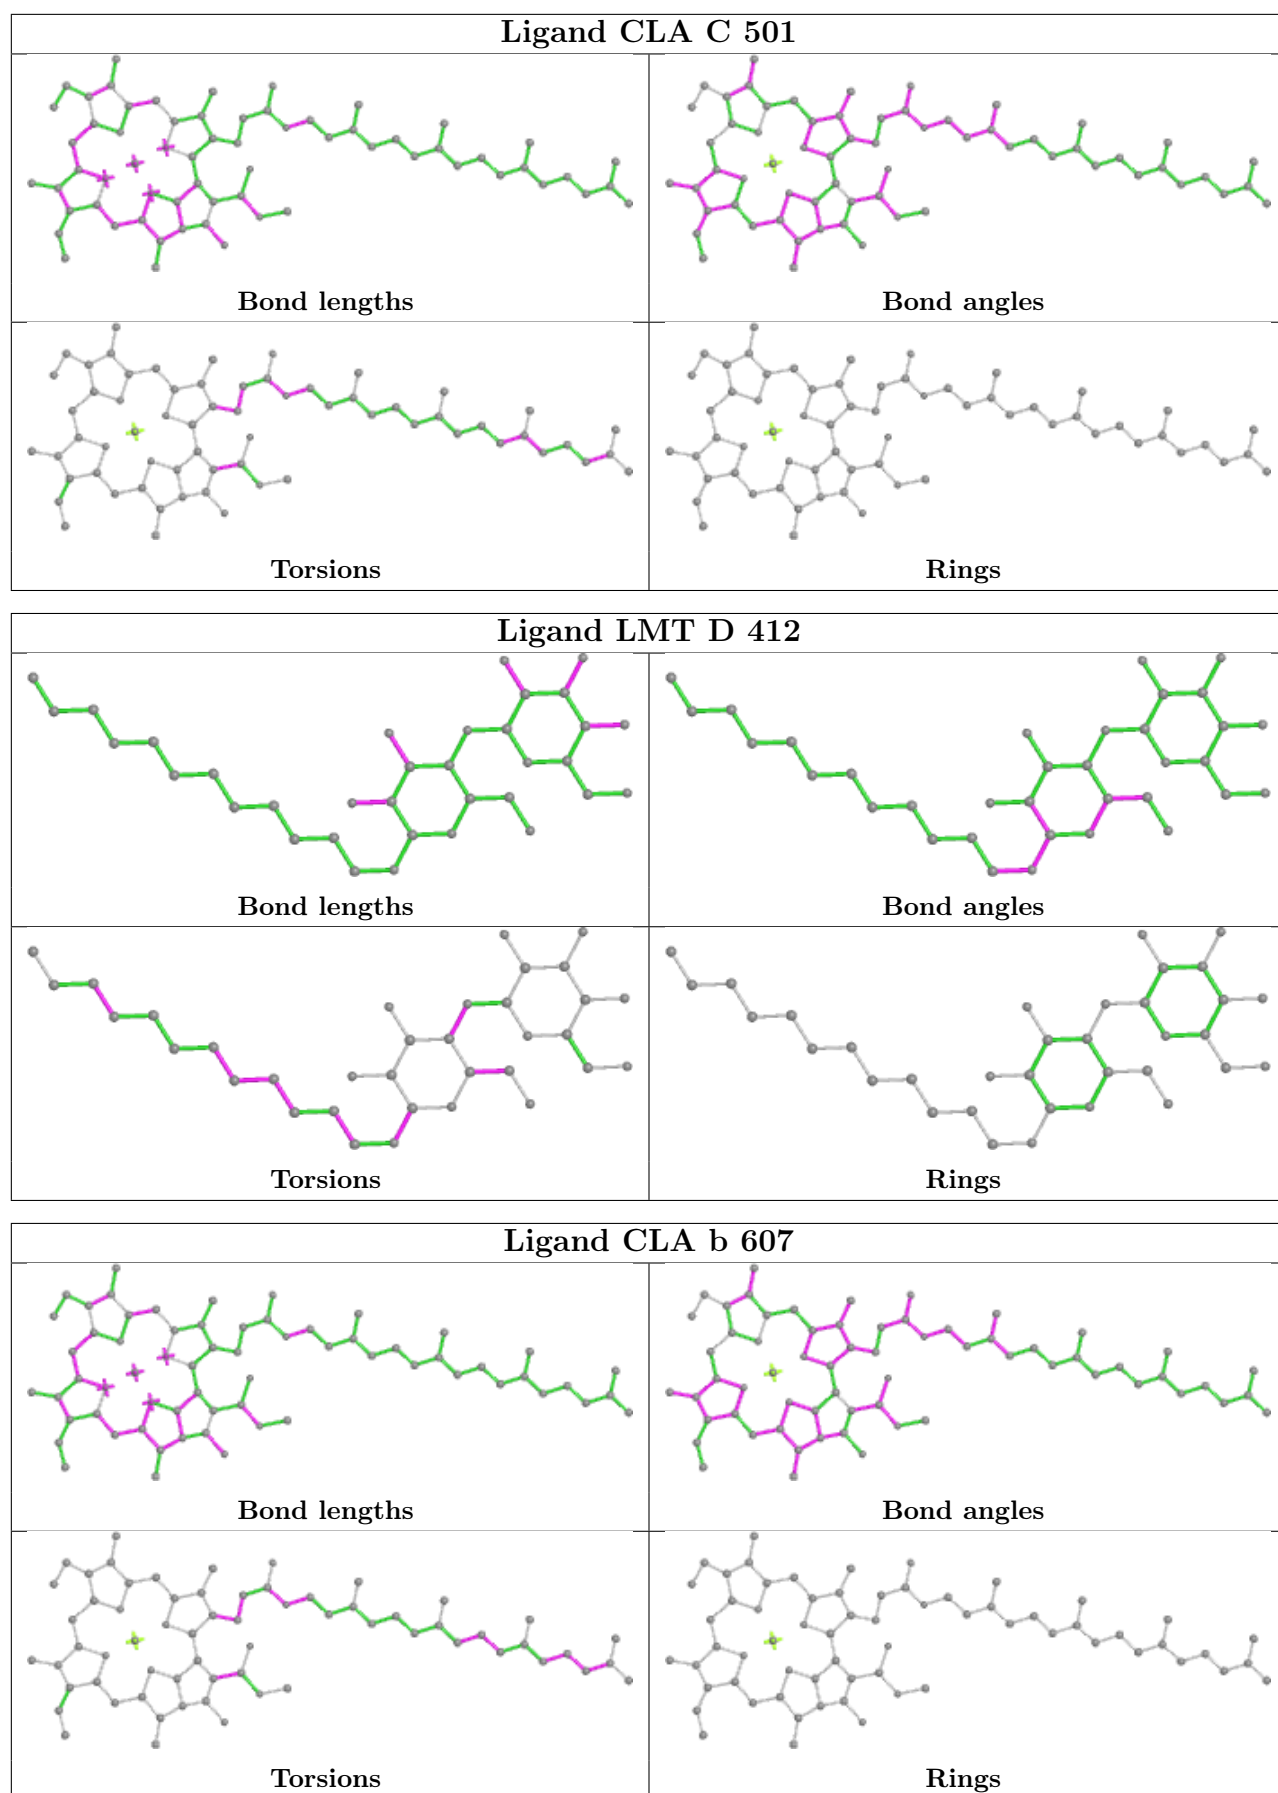 Ligand CLA C 501
Bond lengths
Bond angles
Torsions
Rings
Ligand LMT D 412
Bond lengths
Bond angles
Torsions
Rings
Ligand CLA b 607
Bond lengths
Bond angles
Torsions
Rings